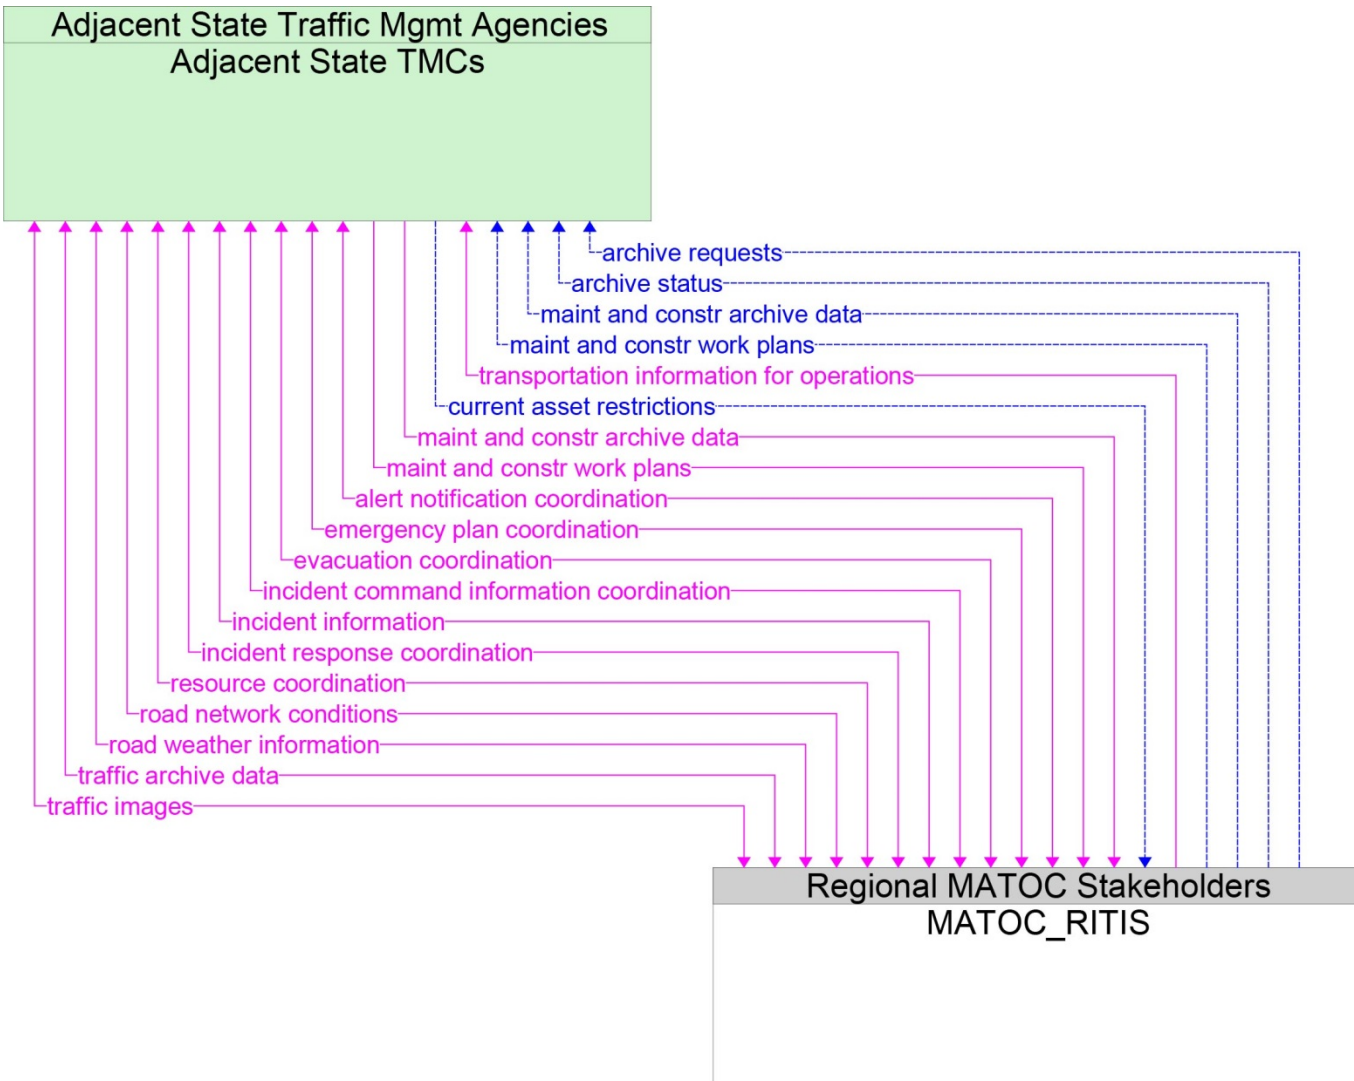 Adjacent State Traffic Mgmt Agencies
Adjacent State TMCs
archive requests
archive status
maint and constr archive data
maint and constr work plans
transportation information for operations
current asset restrictions
maint and constr archive data
maint and constr work plans
alert notification coordination
emergency plan coordination
evacuation coordination
incident command information coordination
incident information
incident response coordination
resource coordination
road network conditions
road weather information
traffic archive data
traffic images
Regional MATOC Stakeholders
MATOC_RITIS